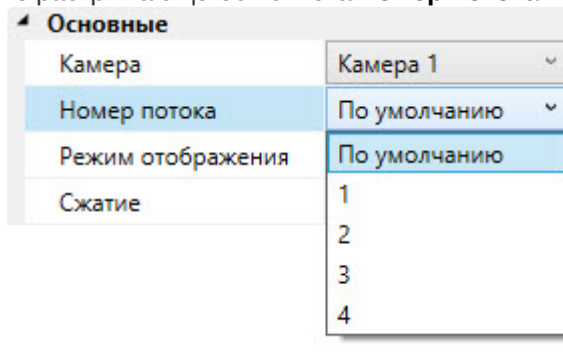 Основные
Камера Камера 1
Номер потока По умолчанию
Режим отображения По умолчанию
Сжатие 1
2
3
4